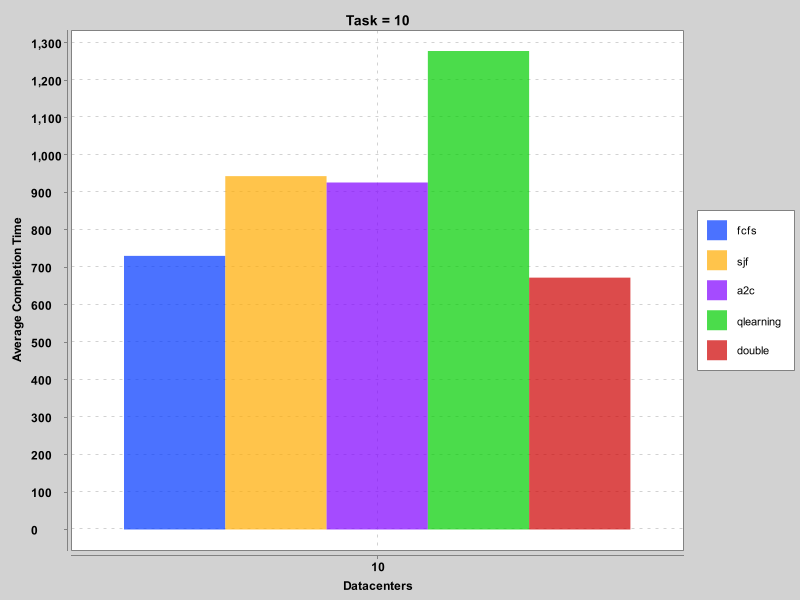 Task = 10
1,300
1,200
1,100
1,000
900
800
700
600
500
400
300
200
100
0
Average Completion Time
10
Datacenters
fcfs
sjf
a2c
qlearning
double